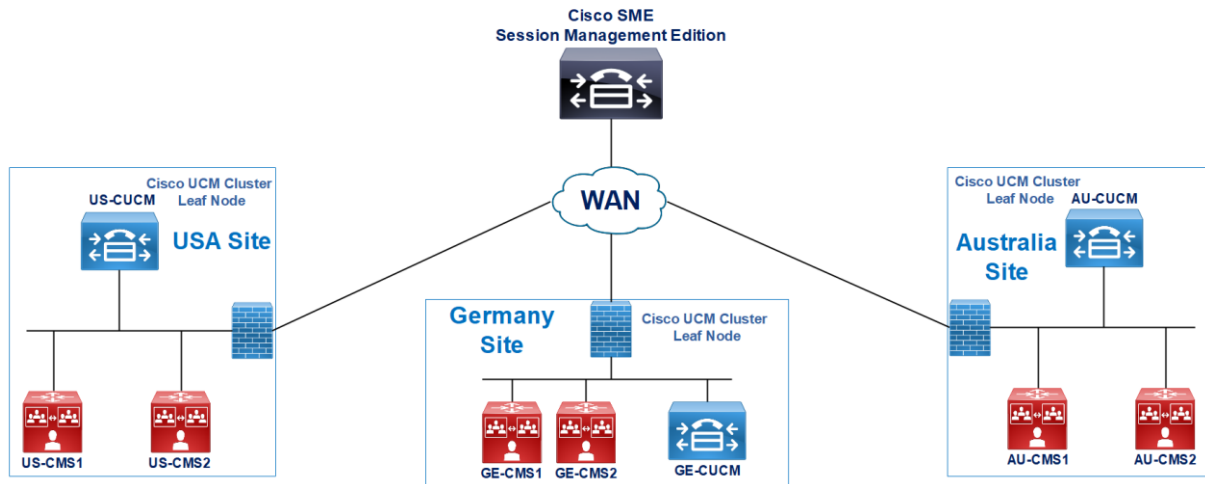 Cisco SME
Session Management Edition
WAN
Cisco UCM Cluster
Leaf Node
US-CUCM
USA Site
US-CMS1
US-CMS2
Germany
Site
Cisco UCM Cluster
Leaf Node
GE-CMS1
GE-CMS2
GE-CUCM
Cisco UCM Cluster
Leaf Node
AU-CUCM
Australia
Site
AU-CMS1
AU-CMS2